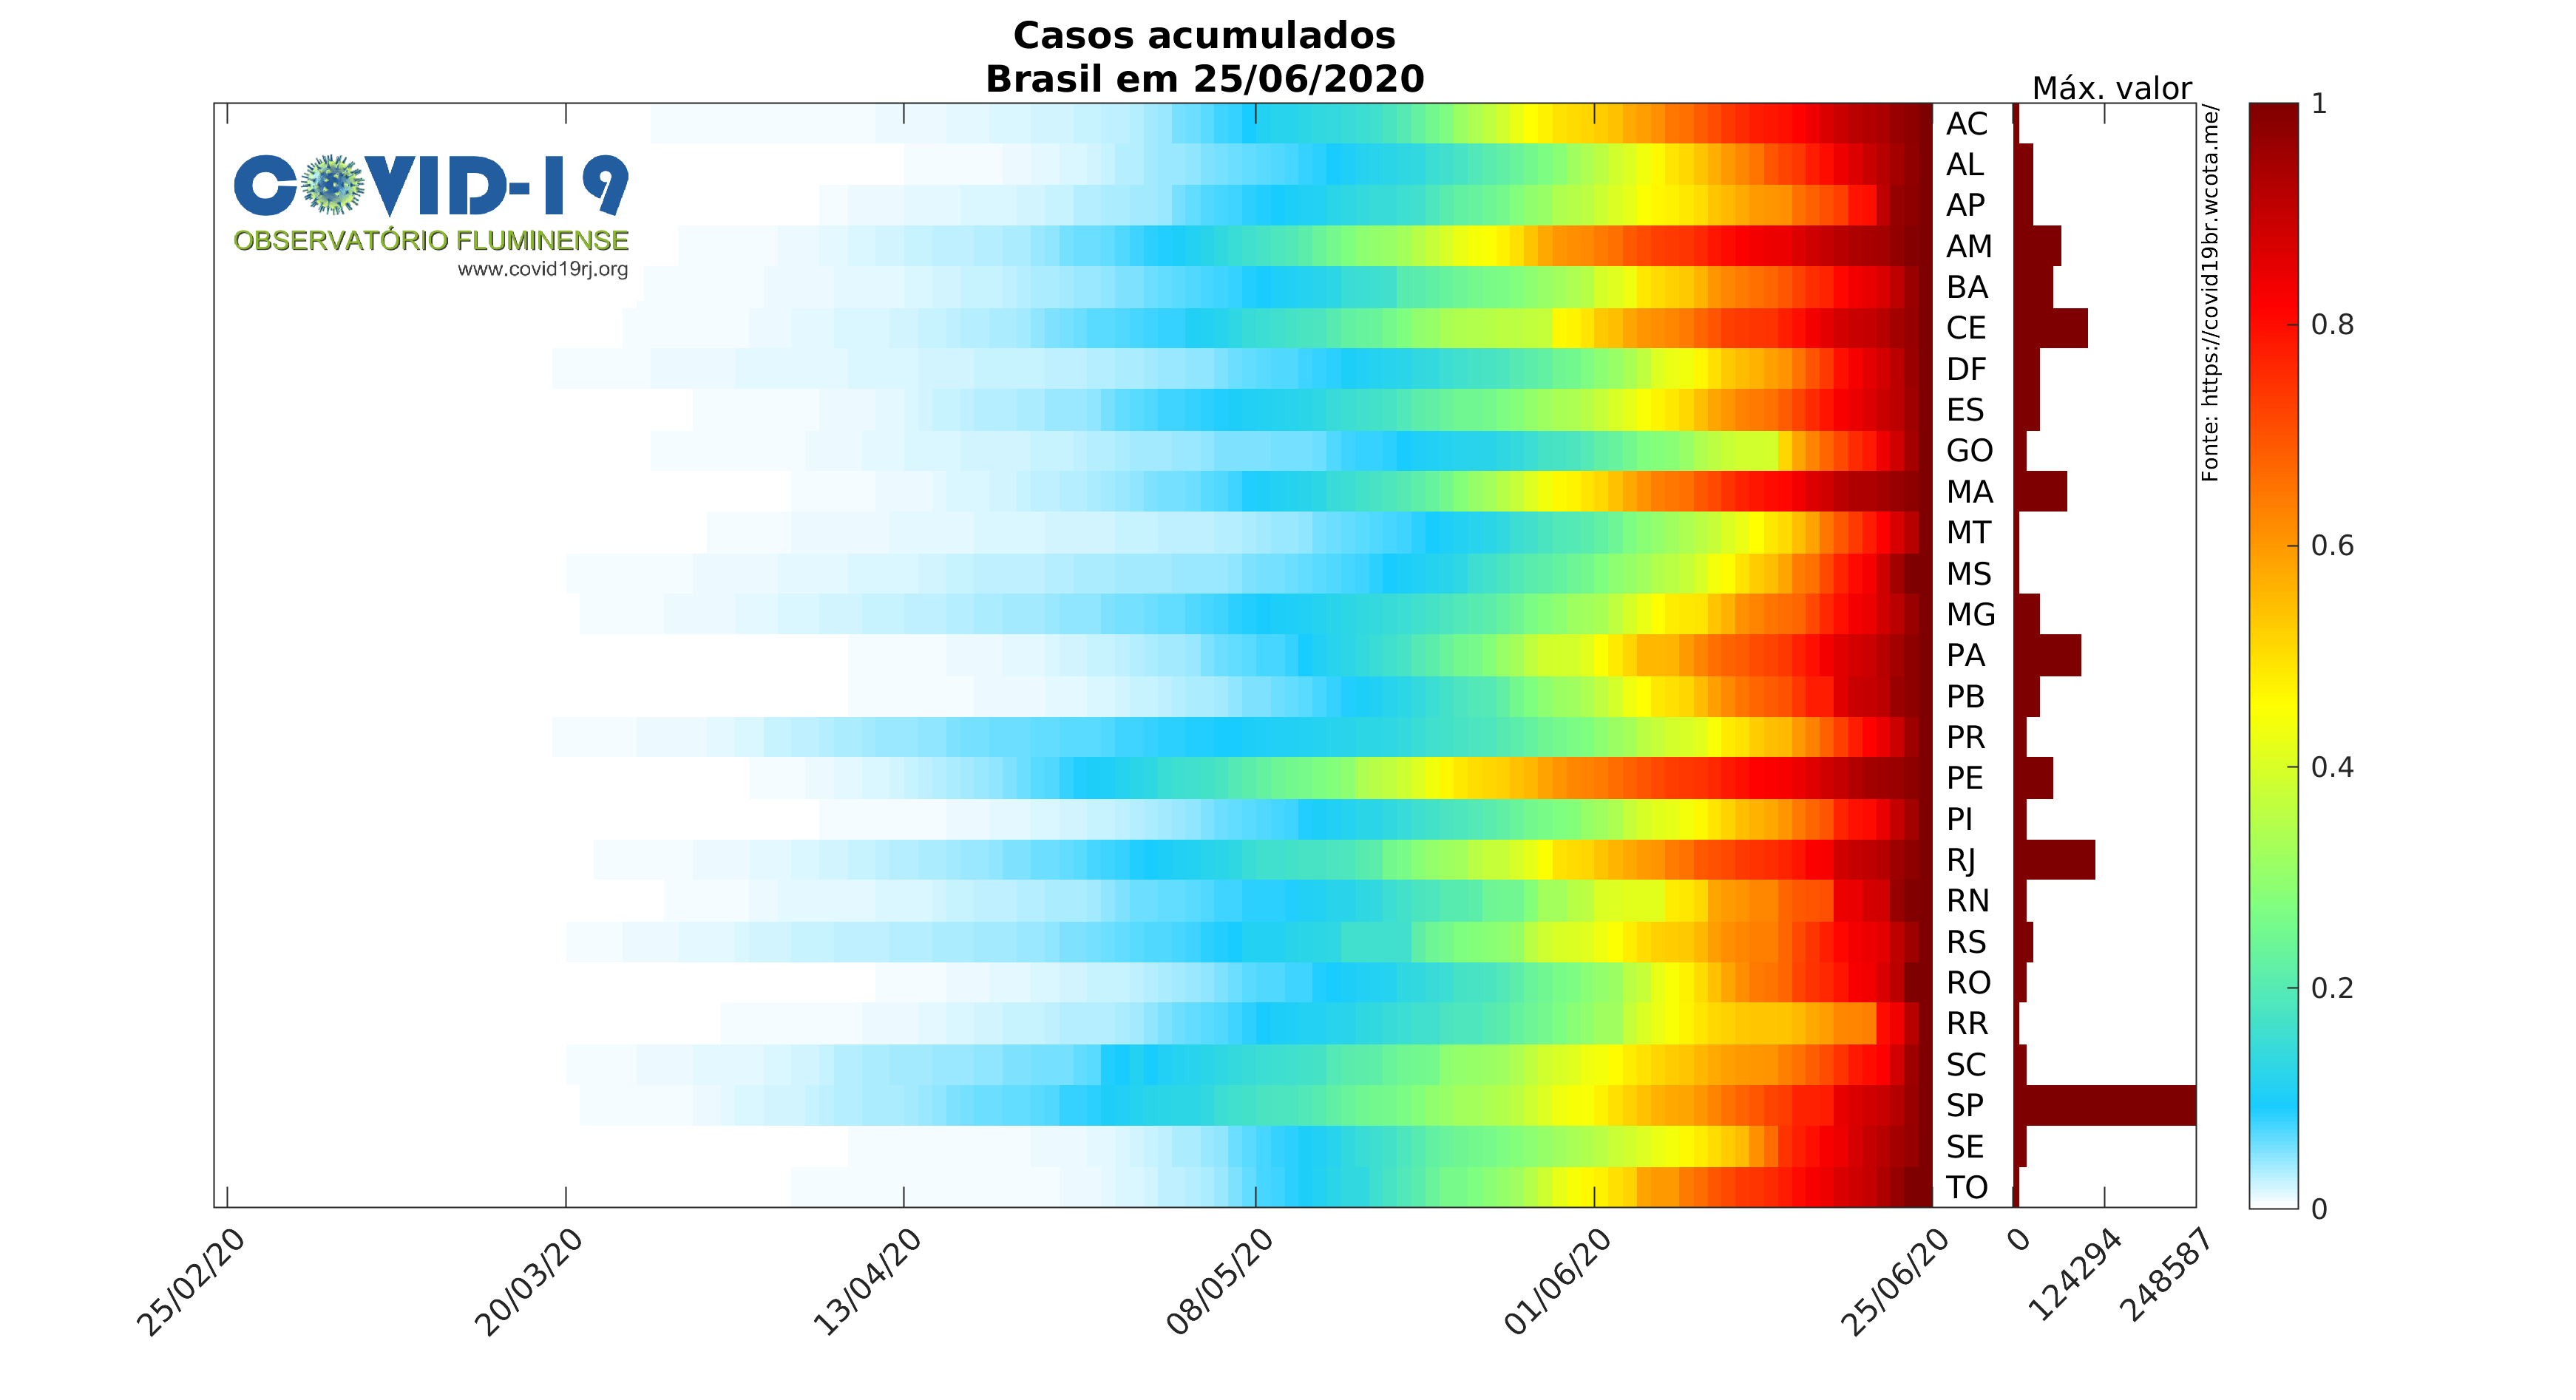 Casos acumulados
Brasil em 25/06/2020
Máx. valor
COVID-19
OBSERVATÓRIO FLUMINENSE
www.covid19rj.org
AC
AL
AP
AM
BA
CE
DF
ES
GO
MA
MT
MS
MG
PA
PB
PR
PE
PI
RJ
RN
RS
RO
RR
SC
SP
SE
TO
Fonte: https://covid19br.wcota.me/
1
0.8
0.6
0.4
0.2
0
25/02/20
20/03/20
13/04/20
08/05/20
01/06/20
25/06/20
0
124294
248587